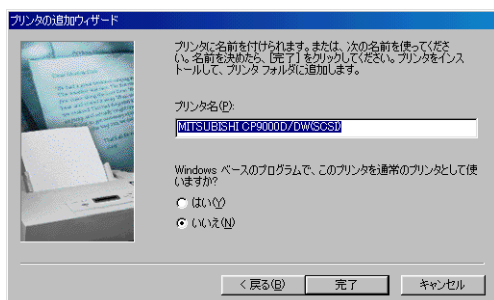 プリンタの追加ウィザード
プリンタに名前を付けられます。または、次の名前を使ってくださ
い。名前を決めたら、[完了] をクリックしてください。プリンタをインス
トールして、プリンタ フォルダに追加します。
プリンタ名(P):
MITSUBISHI CP9000D/DW(SCSI)
Windows ベースのプログラムで、このプリンタを通常のプリンタとして使
いますか?
はい(Y)
いいえ(N)
< 戻る(B)
完了
キャンセル